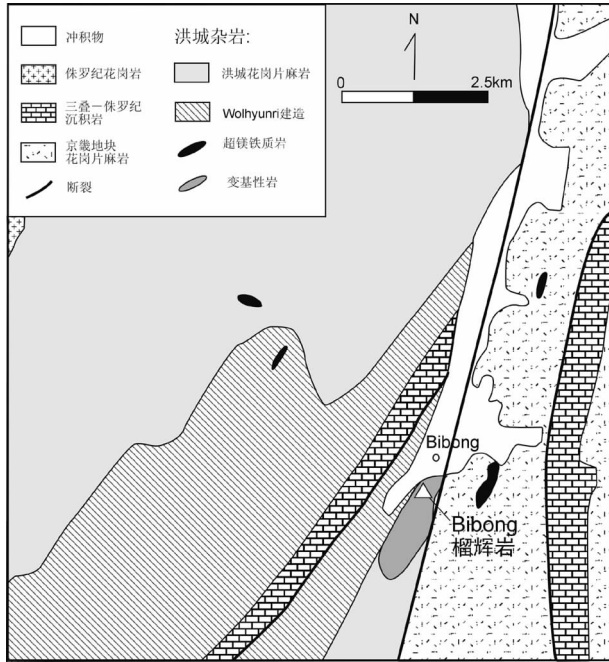 冲积物
洪城杂岩:
侏罗纪花岗岩
洪城花岗片麻岩
三叠－侏罗纪
沉积岩
Wolhyunri建造
京畿地块
花岗片麻岩
超镁铁质岩
断裂
变基性岩
N
0
2.5km
Bibong
Bibong
榴辉岩